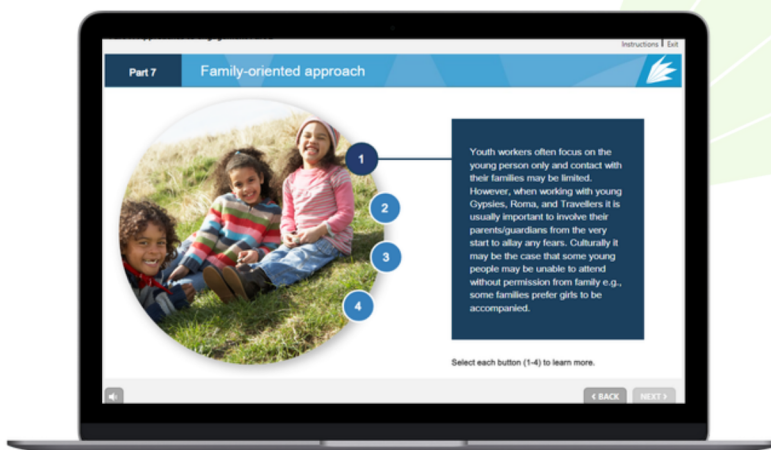 Instructions | Exit
Part 7
Family-oriented approach
1
2
3
4
Youth workers often focus on the
young person only and contact with
their families may be limited.
However, when working with young
Gypsies, Roma, and Travellers it is
usually important to involve their
parents/guardians from the very
start to allay any fears. Culturally it
may be the case that some young
people may be unable to attend
without permission from family e.g.,
some families prefer girls to be
accompanied.
Select each button (1-4) to learn more.
< BACK
NEXT >